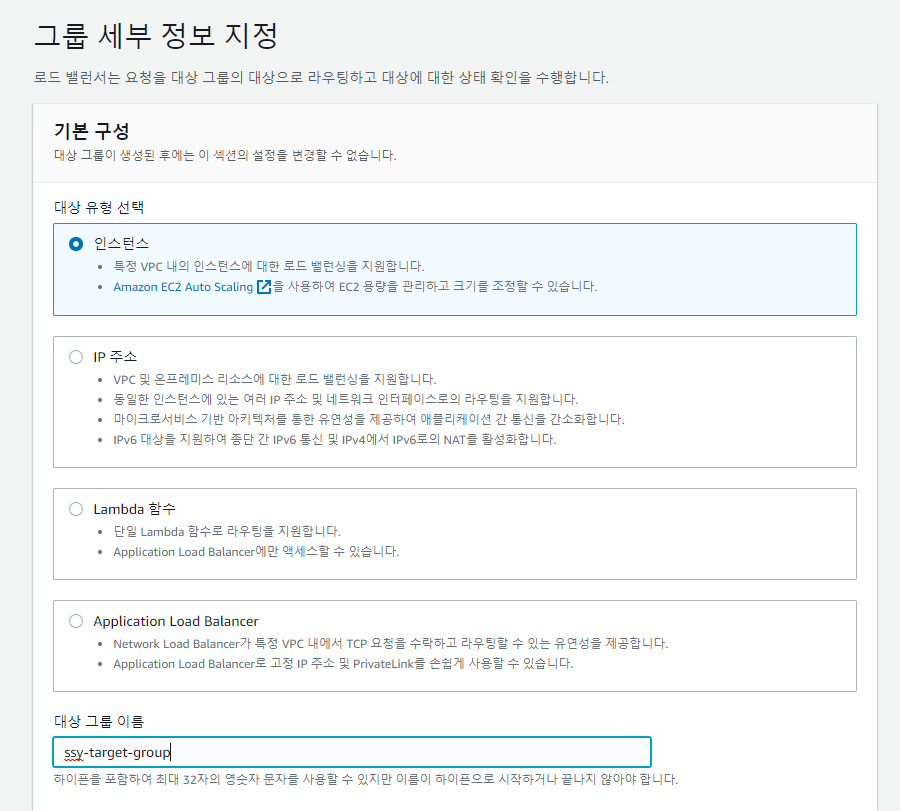 그룹 세부 정보 지정
로드 밸런서는 요청을 대상 그룹의 대상으로 라우팅하고 대상에 대한 상태 확인을 수행합니다.
기본 구성
대상 그룹이 생성된 후에는 이 섹션의 설정을 변경할 수 없습니다.
대상 유형 선택
인스턴스
• 특정 VPC 내의 인스턴스에 대한 로드 밸런싱을 지원합니다.
• Amazon EC2 Auto Scaling 을 사용하여 EC2 용량을 관리하고 크기를 조정할 수 있습니다.
IP 주소
• VPC 및 온프레미스 리소스에 대한 로드 밸런싱을 지원합니다.
• 동일한 인스턴스에 있는 여러 IP 주소 및 네트워크 인터페이스로의 라우팅을 지원합니다.
• 마이크로서비스 기반 아키텍처를 통한 유연성을 제공하여 애플리케이션 간 통신을 간소화합니다.
• IPv6 대상을 지원하여 종단 간 IPv6 통신 및 IPv4에서 IPv6로의 NAT를 활성화합니다.
Lambda 함수
• 단일 Lambda 함수로 라우팅을 지원합니다.
• Application Load Balancer에만 액세스할 수 있습니다.
Application Load Balancer
• Network Load Balancer가 특정 VPC 내에서 TCP 요청을 수락하고 라우팅할 수 있는 유연성을 제공합니다.
• Application Load Balancer로 고정 IP 주소 및 PrivateLink를 손쉽게 사용할 수 있습니다.
대상 그룹 이름
ssy-target-group
하이픈을 포함하여 최대 32자의 영숫자 문자를 사용할 수 있지만 이름이 하이픈으로 시작하거나 끝나지 않아야 합니다.